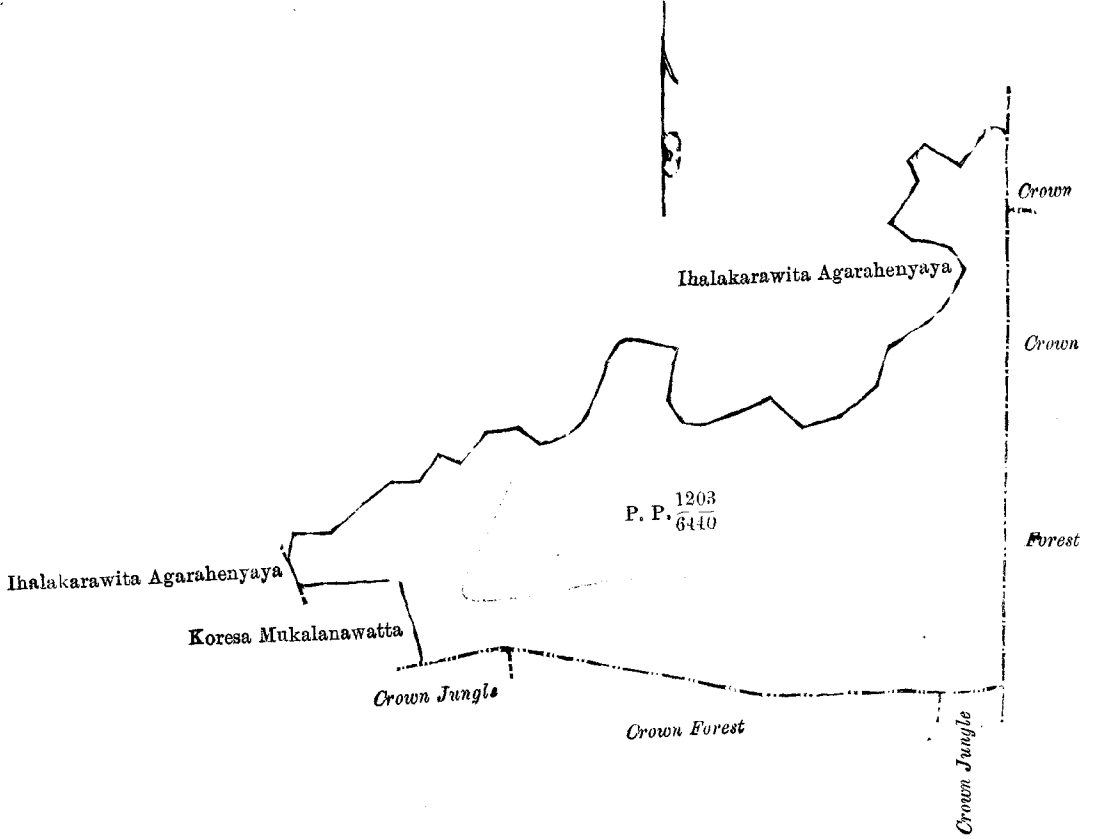 Crown
Ihalakarawita Agarahenyaya
Crown
P. P. 1203/6440
Forest
Ihalakarawita Agarahenyaya
Koresa Mukalanawatta
Crown Jungle
Crown Forest
Crown Jungle